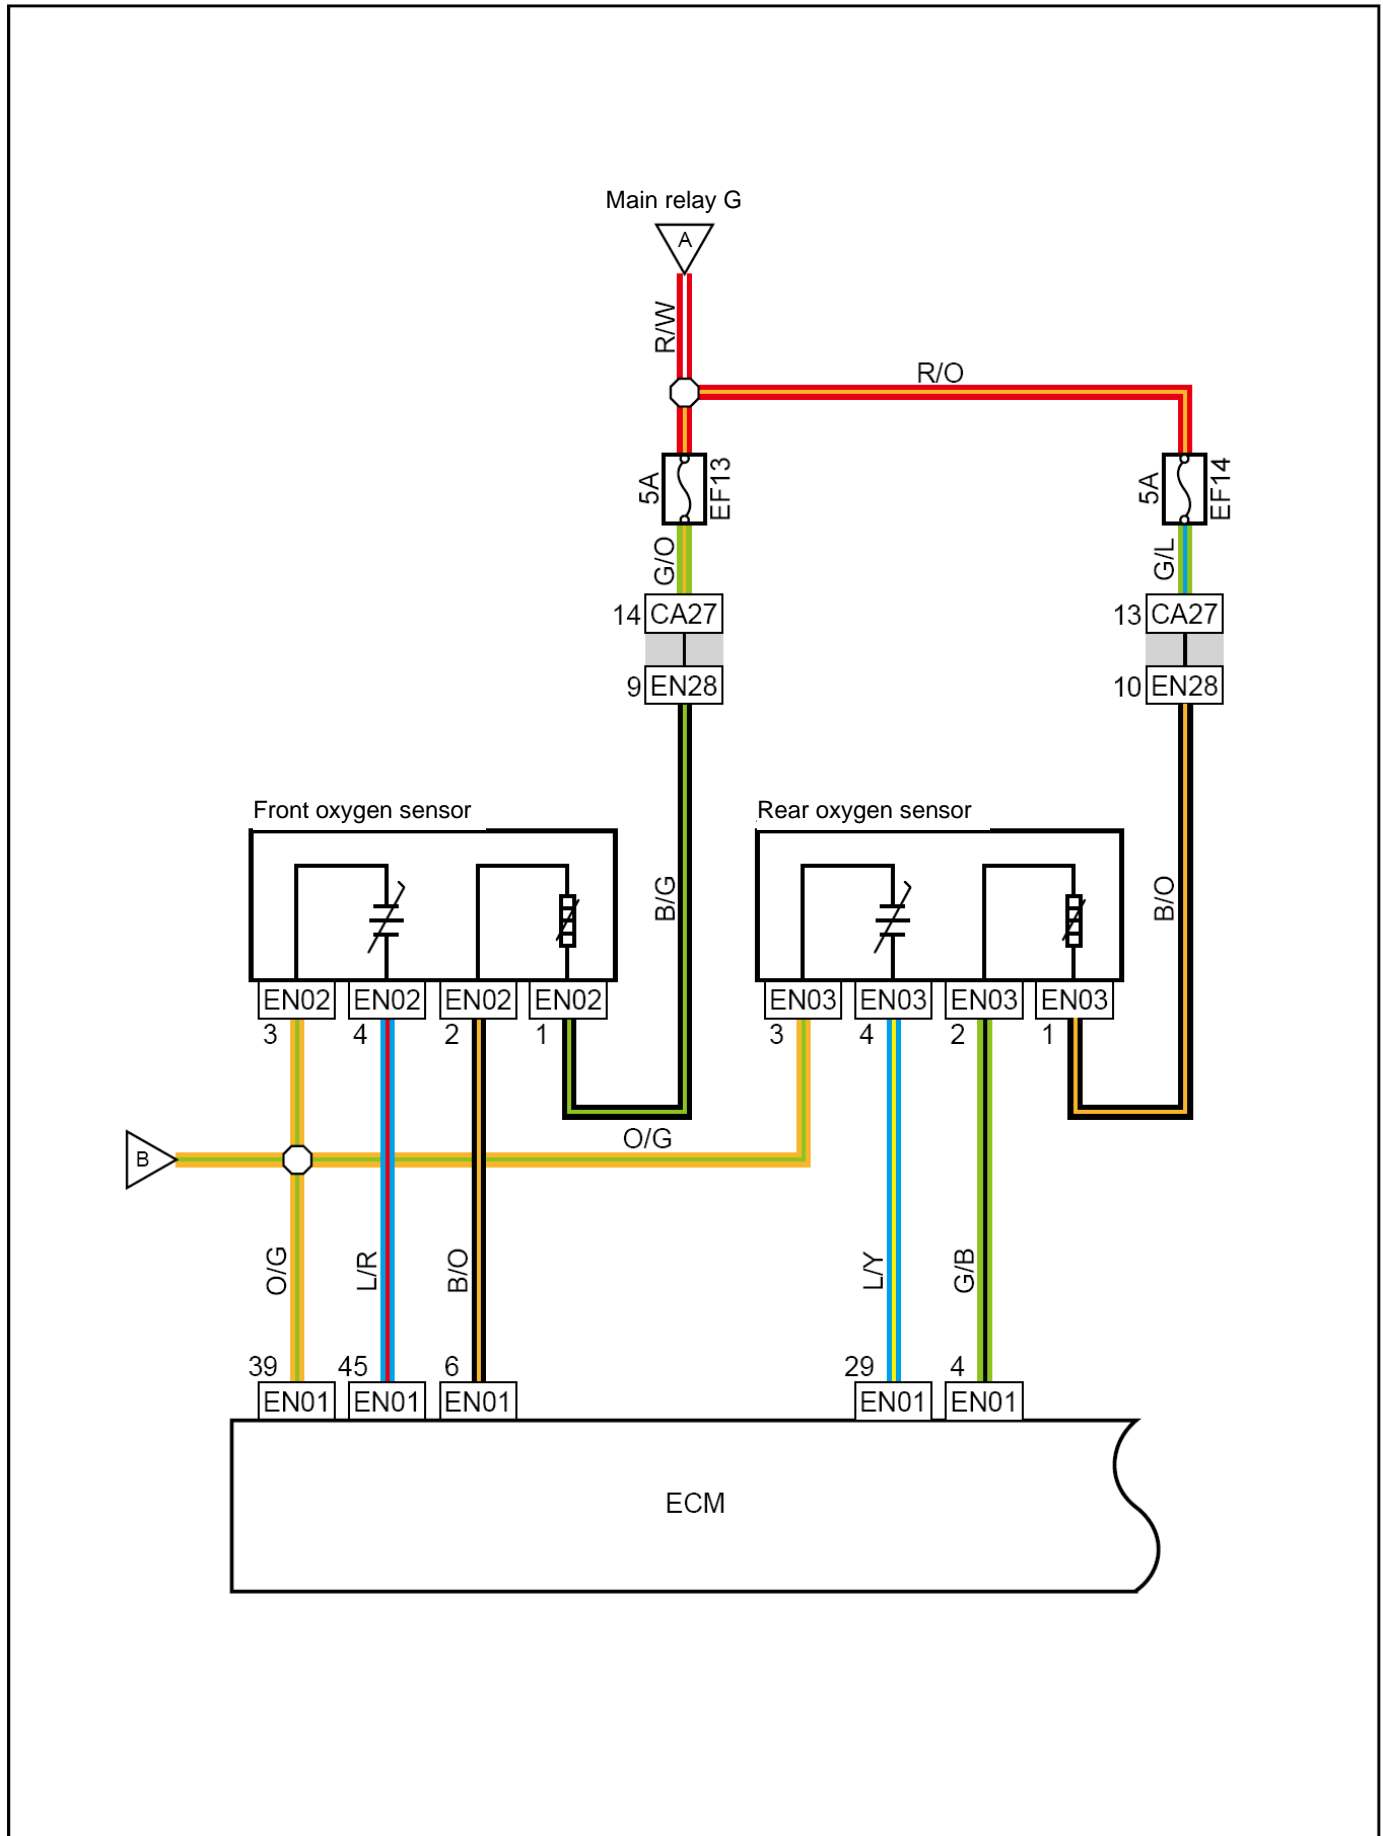 Main relay G
A
R/W
R/O
5A
EF13
5A
EF14
G/O
G/L
14 CA27
13 CA27
9 EN28
10 EN28
Front oxygen sensor
Rear oxygen sensor
B/G
B/O
EN02 EN02 EN02 EN02
EN03 EN03 EN03 EN03
3 4 2 1
3 4 2 1
O/G
B
O/G
L/R
B/O
L/Y
G/B
39 45 6
29 4
EN01 EN01 EN01
EN01 EN01
ECM